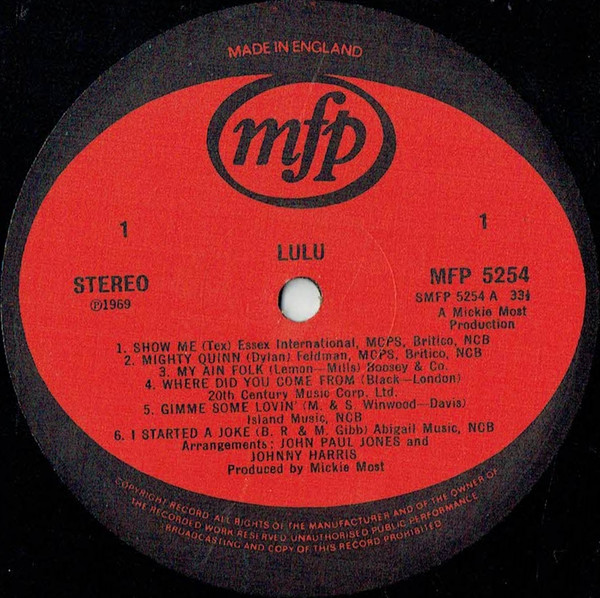 MADE IN ENGLAND
mfp
1
1
LULU
STEREO
MFP 5254
℗1969
SMFP 5254 A 33⅓
A Mickie Most
Production
1. SHOW ME (Tex) Essex International, MCPS, Britico, NCB
2. MIGHTY QUINN (Dylan) Feldman, MCPS, Britico, NCB
3. MY AIN FOLK (Lemon—Mills) Boosey & Co.
4. WHERE DID YOU COME FROM (Black—London)
20th Century Music Corp. Ltd.
5. GIMME SOME LOVIN' (M. & S. Winwood—Davis)
Island Music, NCB
6. I STARTED A JOKE (B. R. & M. Gibb) Abigail Music, NCB
Arrangements: JOHN PAUL JONES and
JOHNNY HARRIS
Produced by Mickie Most
COPYRIGHT RECORD. ALL RIGHTS OF THE MANUFACTURER AND OF THE OWNER OF
THE RECORDED WORK RESERVED. UNAUTHORISED PUBLIC PERFORMANCE
BROADCASTING AND COPY OF THIS RECORD PROHIBITED